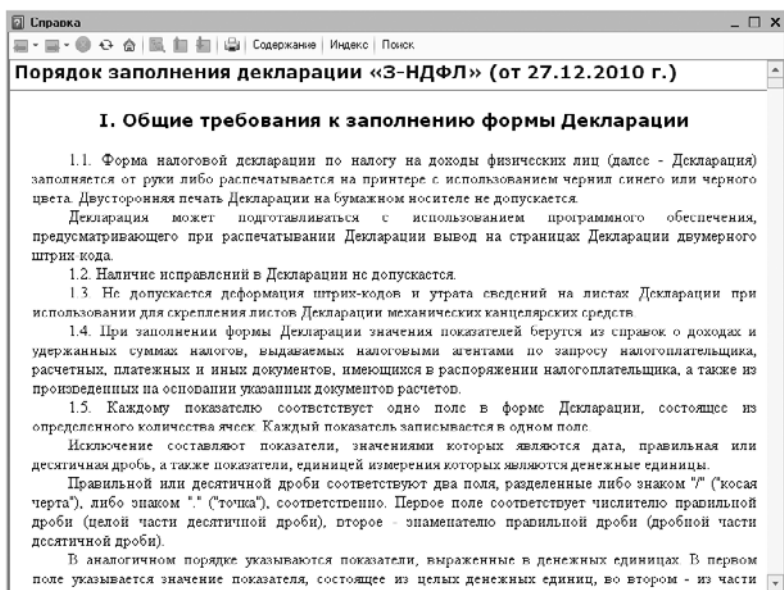 Справка
Содержание Индекс Поиск
Порядок заполнения декларации «3-НДФЛ» (от 27.12.2010 г.)
I. Общие требования к заполнению формы Декларации
1.1. Форма налоговой декларации по налогу на доходы физических лиц (далее - Декларация)
заполняется от руки либо распечатывается на принтере с использованием чернил синего или черного
цвета. Двусторонняя печать Декларации на бумажном носителе не допускается.
Декларация может подготавливаться с использованием программного обеспечения,
предусматривающего при распечатывании Декларации вывод на страницах Декларации двумерного
штрих-кода.
1.2. Наличие исправлений в Декларации не допускается.
1.3. Не допускается деформация штрих-кодов и утрата сведений на листах Декларации при
использовании для скрепления листов Декларации механических канцелярских средств.
1.4. При заполнении формы Декларации значения показателей берутся из справок о доходах и
удержанных суммах налогов, выдаваемых налоговыми агентами по запросу налогоплательщика,
расчетных, платежных и иных документов, имеющихся в распоряжении налогоплательщика, а также из
произведенных на основании указанных документов расчетов.
1.5. Каждому показателю соответствует одно поле в форме Декларации, состоящее из
определенного количества ячеек. Каждый показатель записывается в одном поле.
Исключение составляют показатели, значениями которых являются дата, правильная или
десятичная дробь, а также показатели, единицей измерения которых являются денежные единицы.
Правильной или десятичной дроби соответствуют два поля, разделенные либо знаком "/" ("косая
черта"), либо знаком "." ("точка"), соответственно. Первое поле соответствует числителю правильной
дроби (целой части десятичной дроби), второе - знаменателю правильной дроби (дробной части
десятичной дроби).
В аналогичном порядке указываются показатели, выраженные в денежных единицах. В первом
поле указывается значение показателя, состоящее из целых денежных единиц, во втором - из части